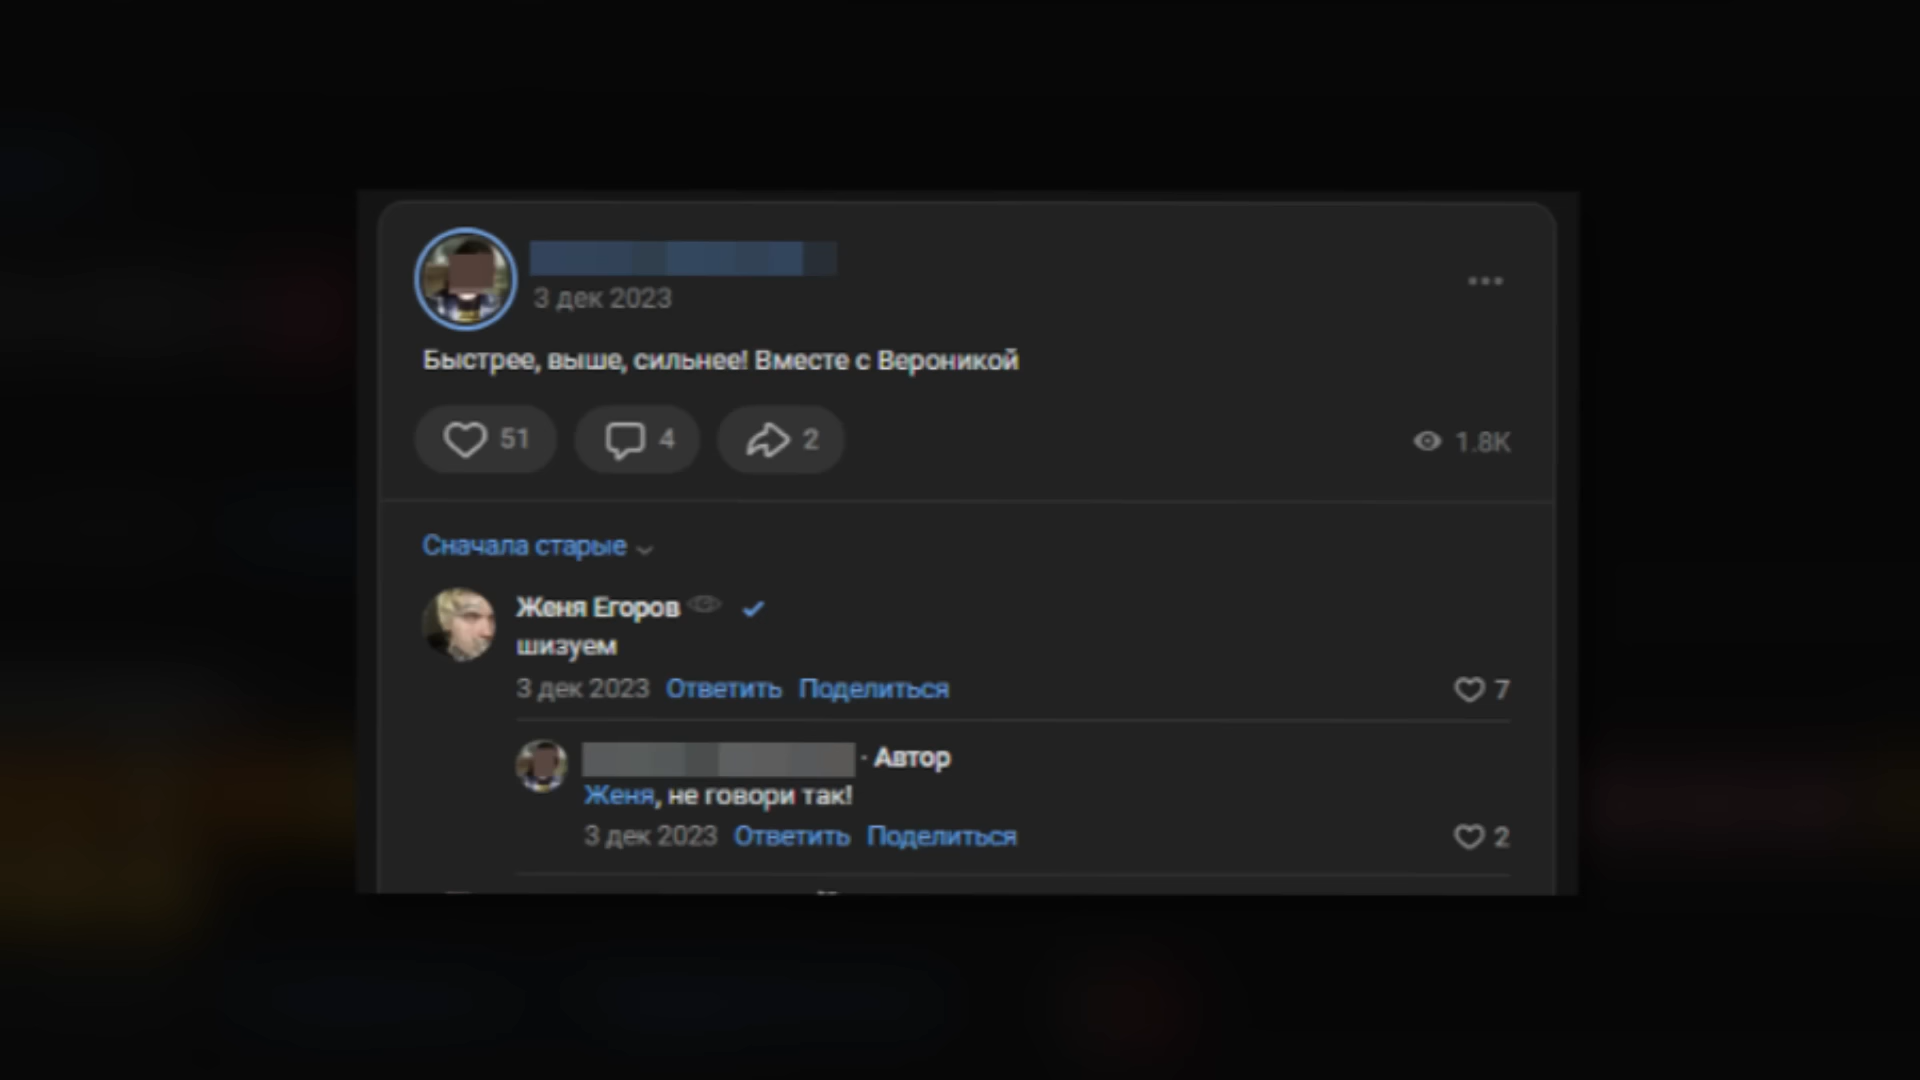 3 дек 2023
Быстрее, выше, сильнее! Вместе с Вероникой
51 4 2 1.8K
Сначала старые
Женя Егоров
шизуем
3 дек 2023 Ответить Поделиться 7
· Автор
Женя, не говори так!
3 дек 2023 Ответить Поделиться 2